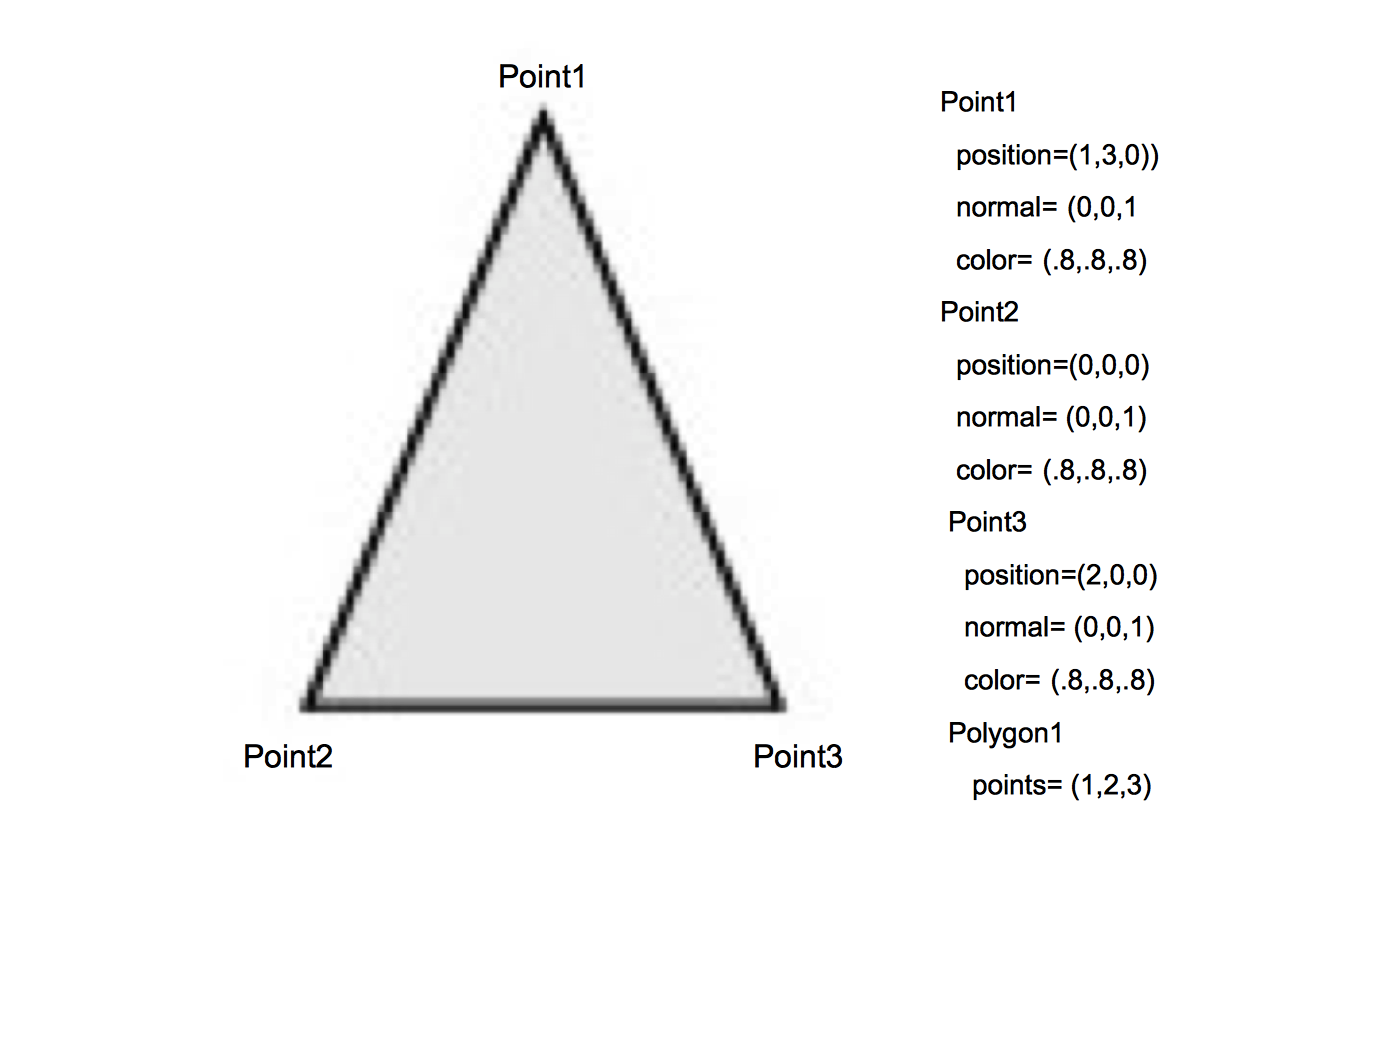 Point1
Point2
Point3
Point1
position=(1,3,0))
normal= (0,0,1
color= (.8,.8,.8)
Point2
position=(0,0,0)
normal= (0,0,1)
color= (.8,.8,.8)
Point3
position=(2,0,0)
normal= (0,0,1)
color= (.8,.8,.8)
Polygon1
points= (1,2,3)